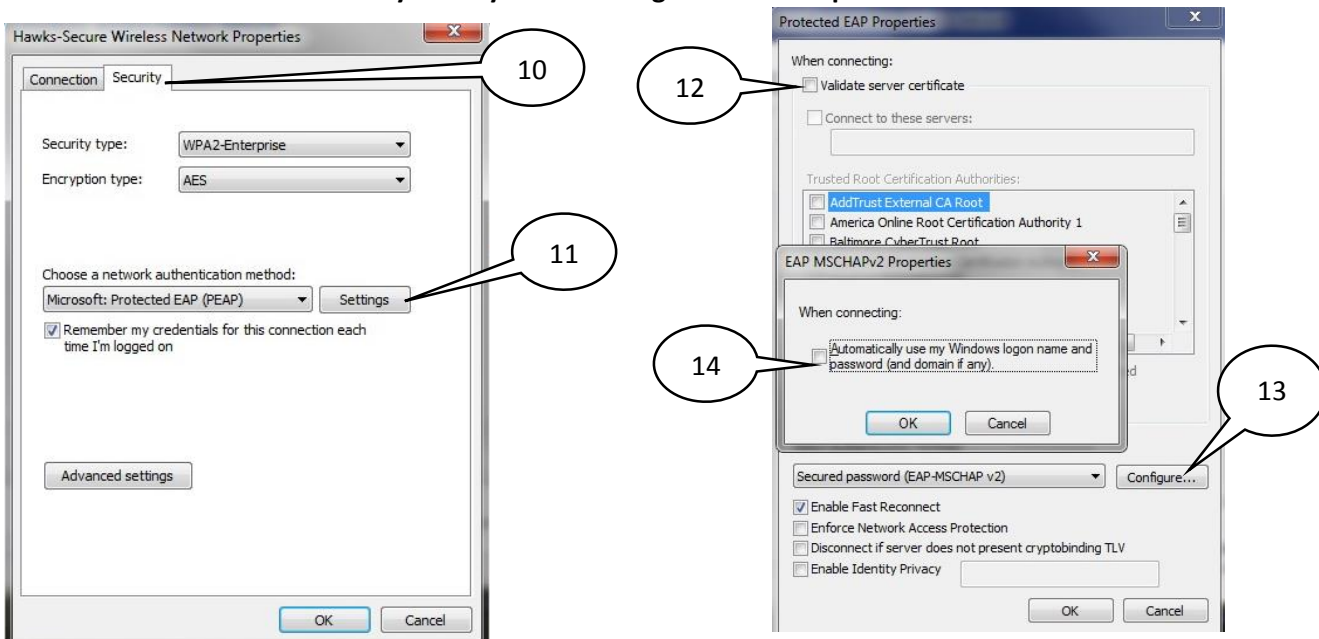 Hawks-Secure Wireless Network Properties
X
Connection
Security
10
Security type:
WPA2-Enterprise
Encryption type:
AES
11
Choose a network authentication method:
Microsoft: Protected EAP (PEAP)
Settings
Remember my credentials for this connection each
time I'm logged on
Advanced settings
OK
Cancel
Protected EAP Properties
X
When connecting:
12
Validate server certificate
Connect to these servers:
Trusted Root Certification Authorities:
AddTrust External CA Root
America Online Root Certification Authority 1
Baltimore CyberTrust Root
EAP MSCHAPv2 Properties
X
When connecting:
Automatically use my Windows logon name and
password (and domain if any).
14
OK
Cancel
13
Secured password (EAP-MSCHAP v2)
Configure...
Enable Fast Reconnect
Enforce Network Access Protection
Disconnect if server does not present cryptobinding TLV
Enable Identity Privacy
OK
Cancel